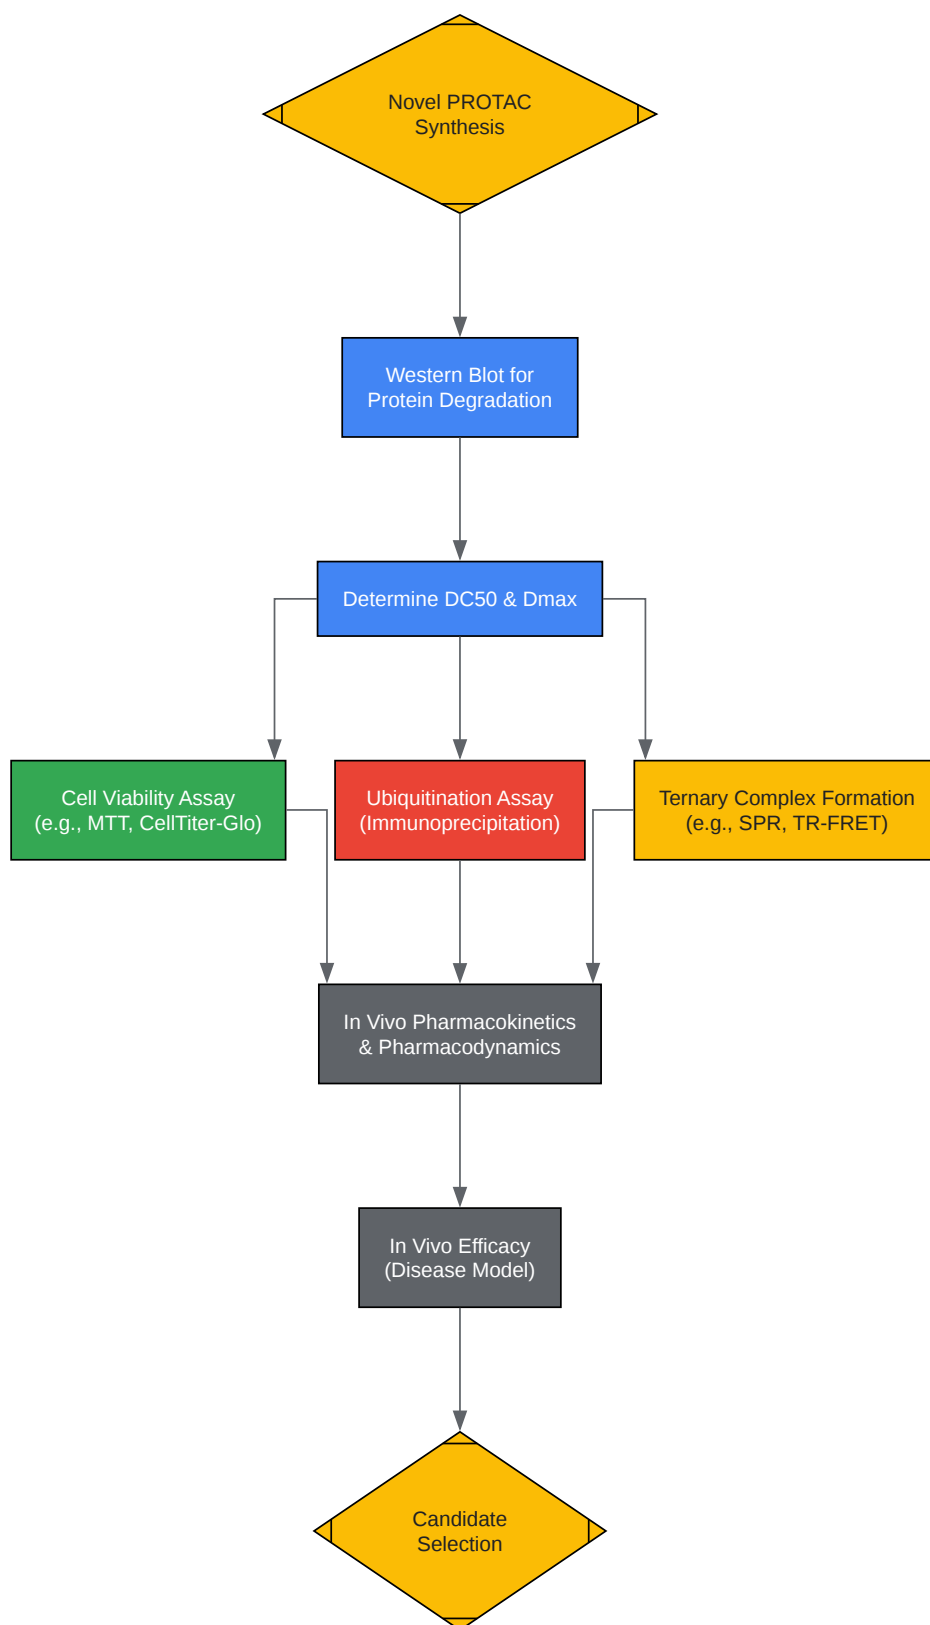 Novel PROTAC
Synthesis
Western Blot for
Protein Degradation
Determine DC50 & Dmax
Cell Viability Assay
(e.g., MTT, CellTiter-Glo)
Ubiquitination Assay
(Immunoprecipitation)
Ternary Complex Formation
(e.g., SPR, TR-FRET)
In Vivo Pharmacokinetics
& Pharmacodynamics
In Vivo Efficacy
(Disease Model)
Candidate
Selection